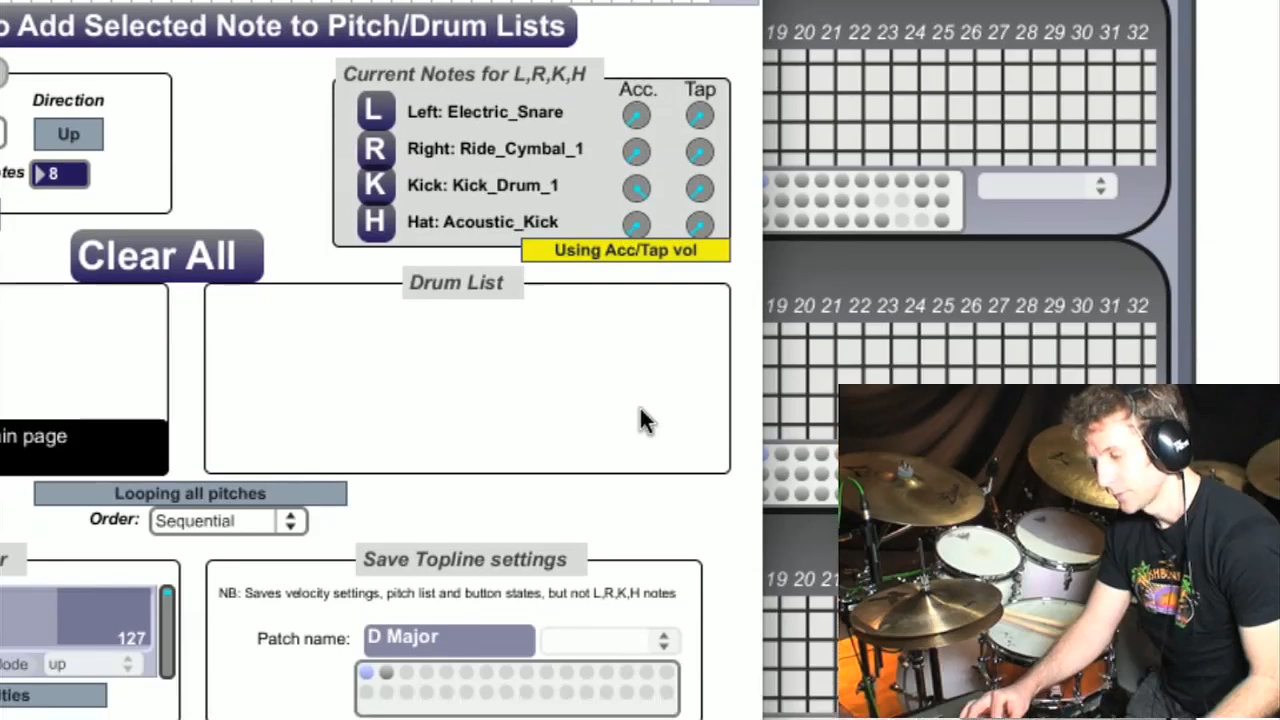 o Add Selected Note to Pitch/Drum Lists
19 20 21 22 23 24 25 26 27 28 29 30 31 32
Direction
Up
tes 8
Current Notes for L,R,K,H
Acc. Tap
L Left: Electric_Snare
R Right: Ride_Cymbal_1
K Kick: Kick_Drum_1
H Hat: Acoustic_Kick
Using Acc/Tap vol
Clear All
Drum List
19 20 21 22 23 24 25 26 27 28 29 30 31 32
in page
Looping all pitches
Order: Sequential
r
Save Topline settings
19 20 21
NB: Saves velocity settings, pitch list and button states, but not L,R,K,H notes
127
Patch name: D Major
lode up
ties